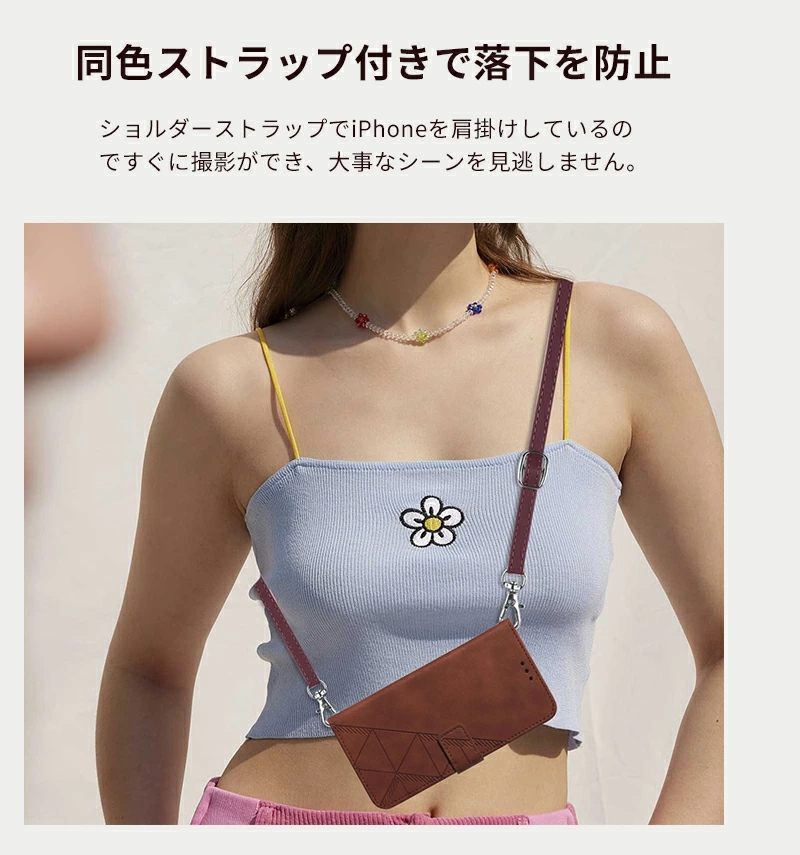 同色ストラップ付きで落下を防止
ショルダーストラップでiPhoneを肩掛けしているの
ですぐに撮影ができ、大事なシーンを見逃しません。